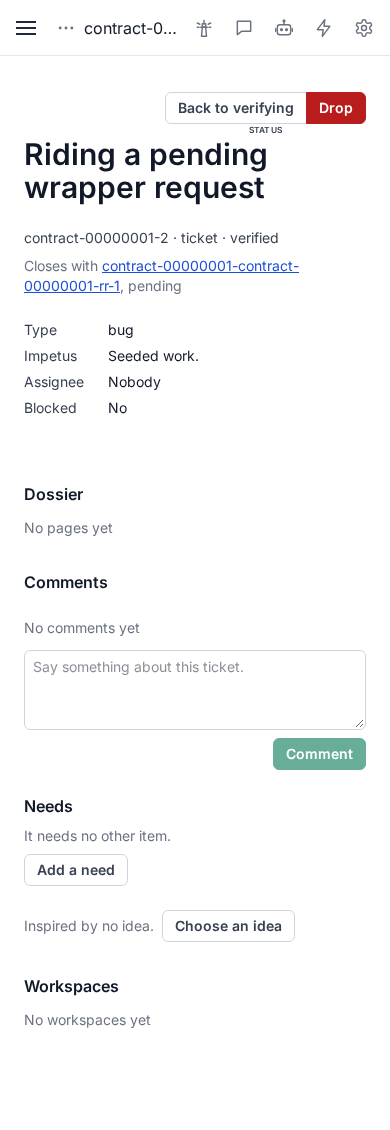 contract-0...
Back to verifying
Drop
STATUS
Riding a pending
wrapper request
contract-00000001-2 · ticket · verified
Closes with contract-00000001-contract-
00000001-rr-1, pending
Type bug
Impetus Seeded work.
Assignee Nobody
Blocked No
Dossier
No pages yet
Comments
No comments yet
Say something about this ticket.
Comment
Needs
It needs no other item.
Add a need
Inspired by no idea. Choose an idea
Workspaces
No workspaces yet